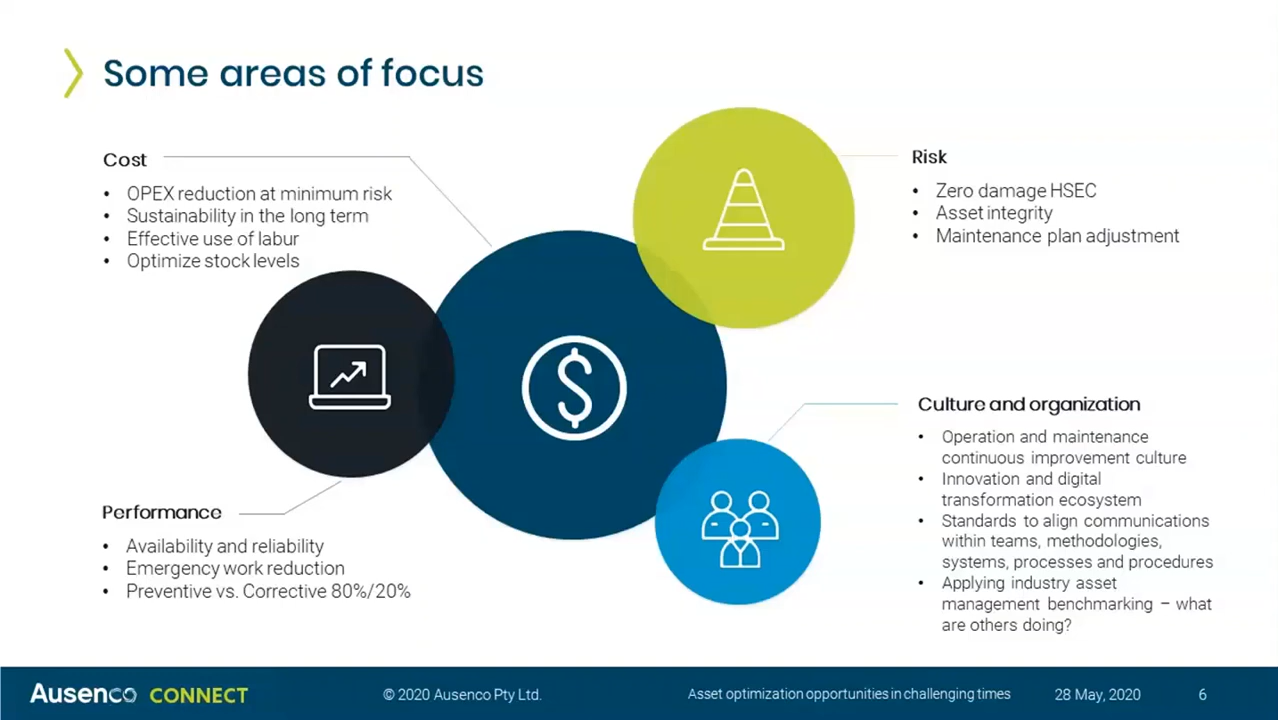 Some areas of focus
Cost
• OPEX reduction at minimum risk
• Sustainability in the long term
• Effective use of labur
• Optimize stock levels
Risk
• Zero damage HSEC
• Asset integrity
• Maintenance plan adjustment
$
Performance
• Availability and reliability
• Emergency work reduction
• Preventive vs. Corrective 80%/20%
Culture and organization
• Operation and maintenance
continuous improvement culture
• Innovation and digital
transformation ecosystem
• Standards to align communications
within teams, methodologies,
systems, processes and procedures
• Applying industry asset
management benchmarking – what
are others doing?
Ausenco CONNECT © 2020 Ausenco Pty Ltd. Asset optimization opportunities in challenging times 28 May, 2020 6